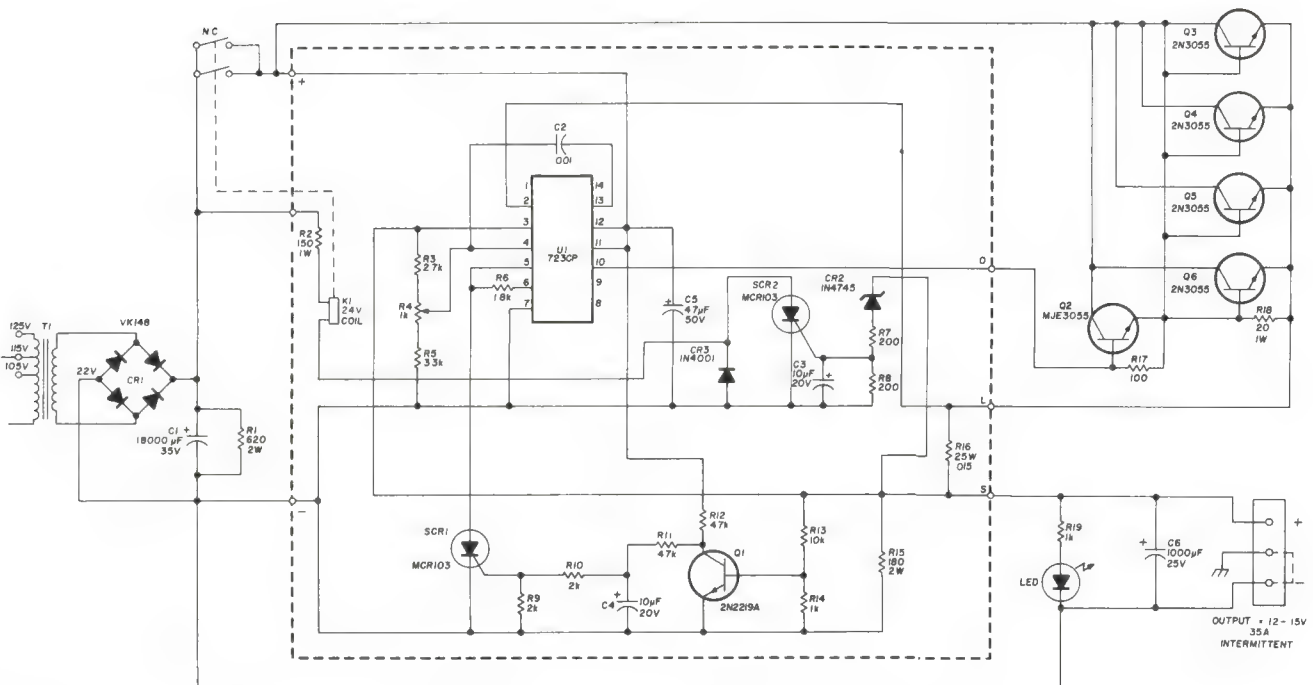 N.C
+
Q3
2N3055
Q4
2N3055
Q5
2N3055
Q6
2N3055
Q2
MJE3055
R17
100
R18
20
1W
C2
.001
1
2
3
4
5
6
7
14
13
12
11
10
9
8
U1
723CP
R2
150
1W
K1
24V
COIL
R3
2.7k
R4
1k
R5
3.3k
R6
1.8k
C5
47µF
50V
+
SCR2
MCR103
CR2
1N4745
R7
200
R8
200
C3
10µF
20V
+
CR3
1N4001
O
L
S
125V
115V
105V
T1
VK148
22V
CR1
C1
18000µF
35V
+
R1
620
2W
−
R16
25W
.015
SCR1
MCR103
R9
2k
R10
2k
R11
47k
R12
47k
C4
10µF
20V
+
Q1
2N2219A
R13
10k
R14
1k
R15
180
2W
R19
1k
LED
C6
1000µF
25V
+
+
−
OUTPUT = 12-15V
35A
INTERMITTENT